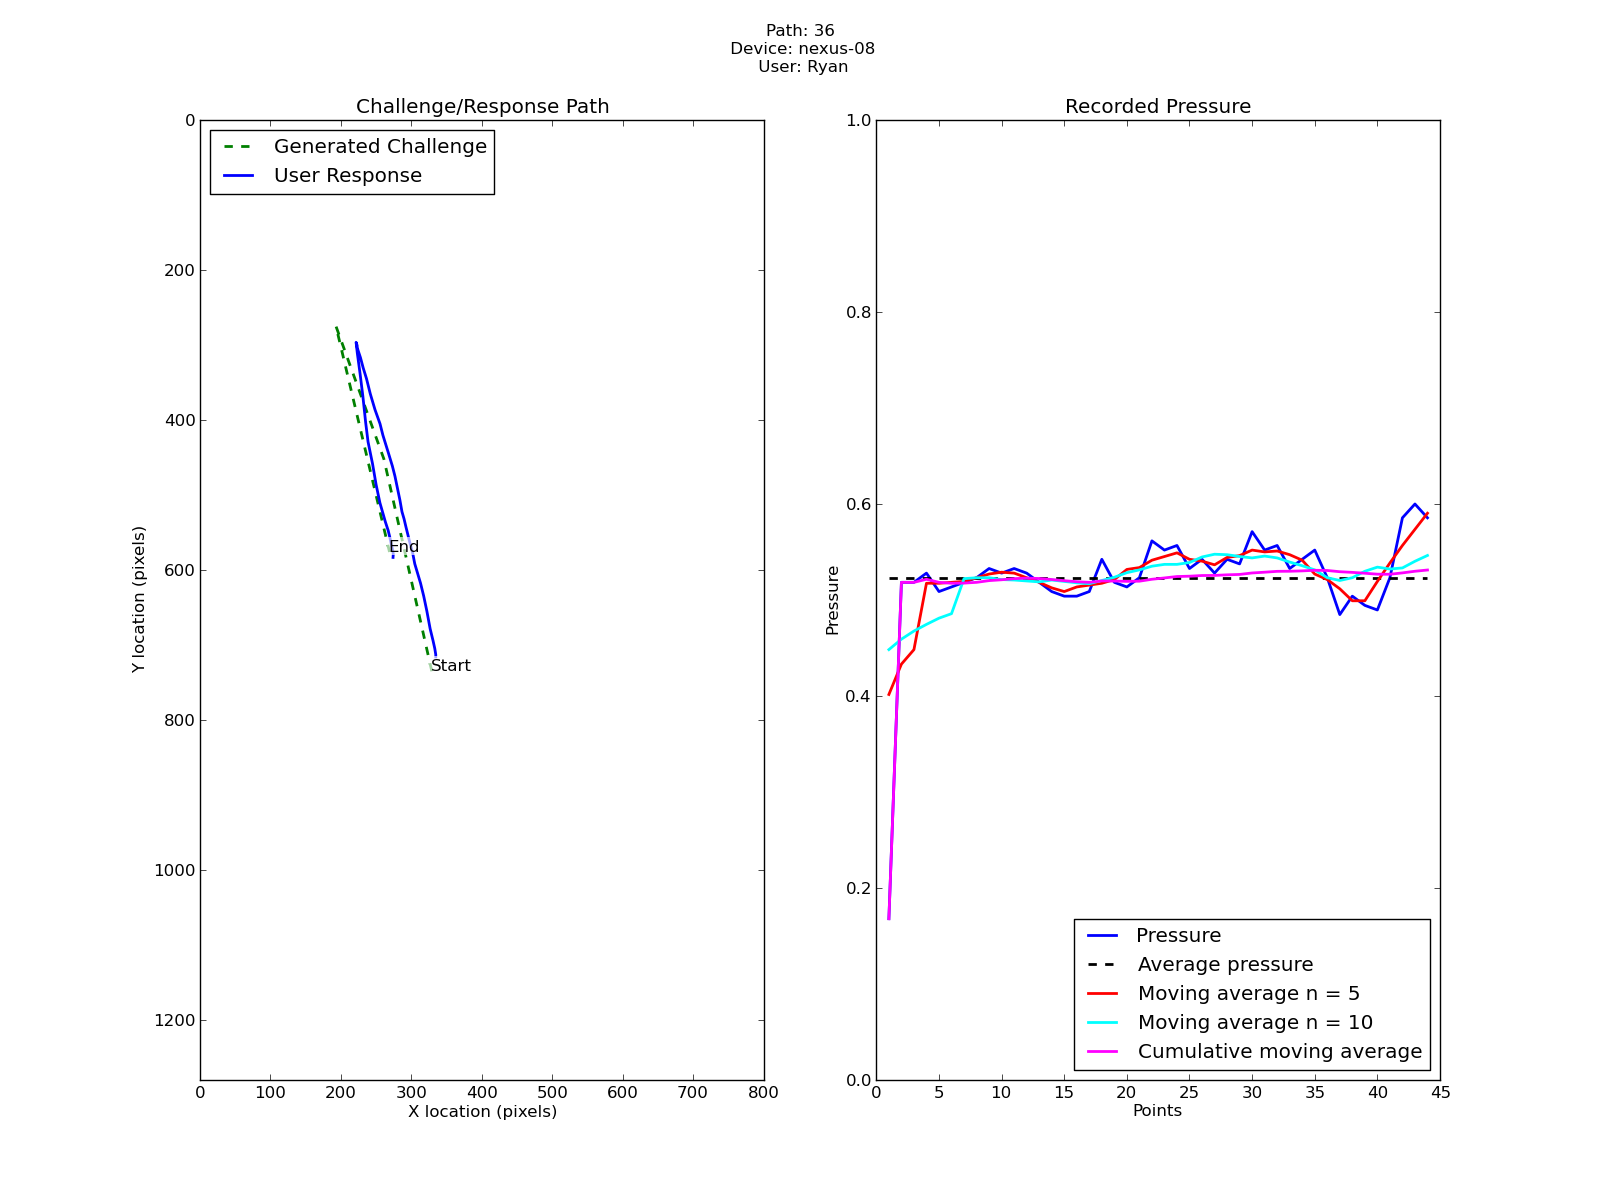 Path: 36
Device: nexus-08
User: Ryan
Challenge/Response Path
Generated Challenge
User Response
0
200
400
600
800
1000
1200
Y location (pixels)
End
Start
0 100 200 300 400 500 600 700 800
X location (pixels)
Recorded Pressure
1.0
0.8
0.6
0.4
0.2
0.0
Pressure
Pressure
Average pressure
Moving average n = 5
Moving average n = 10
Cumulative moving average
0 5 10 15 20 25 30 35 40 45
Points